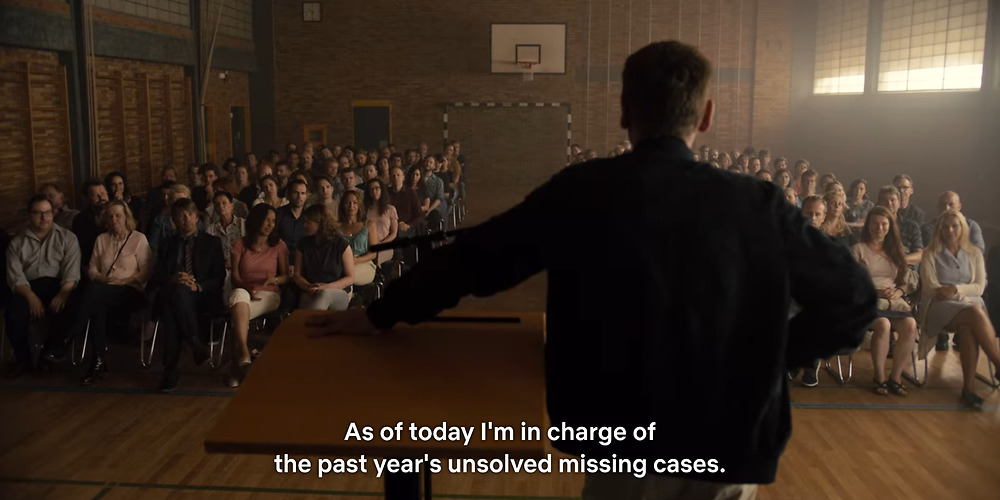 As of today I'm in charge of
the past year's unsolved missing cases.